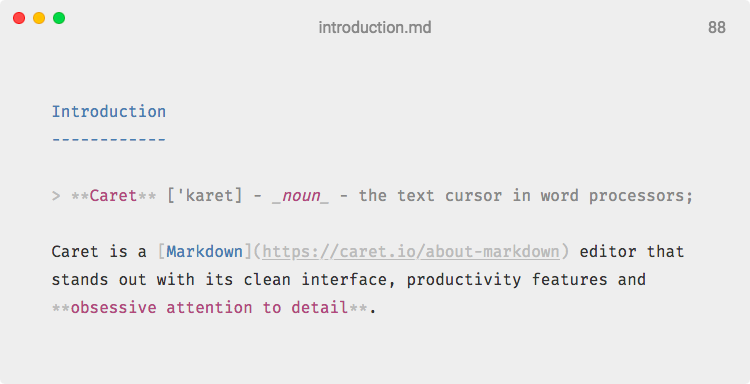 introduction.md
88
Introduction
------------
> **Caret** ['karet] - _noun_ - the text cursor in word processors;
Caret is a [Markdown](https://caret.io/about-markdown) editor that
stands out with its clean interface, productivity features and
**obsessive attention to detail**.